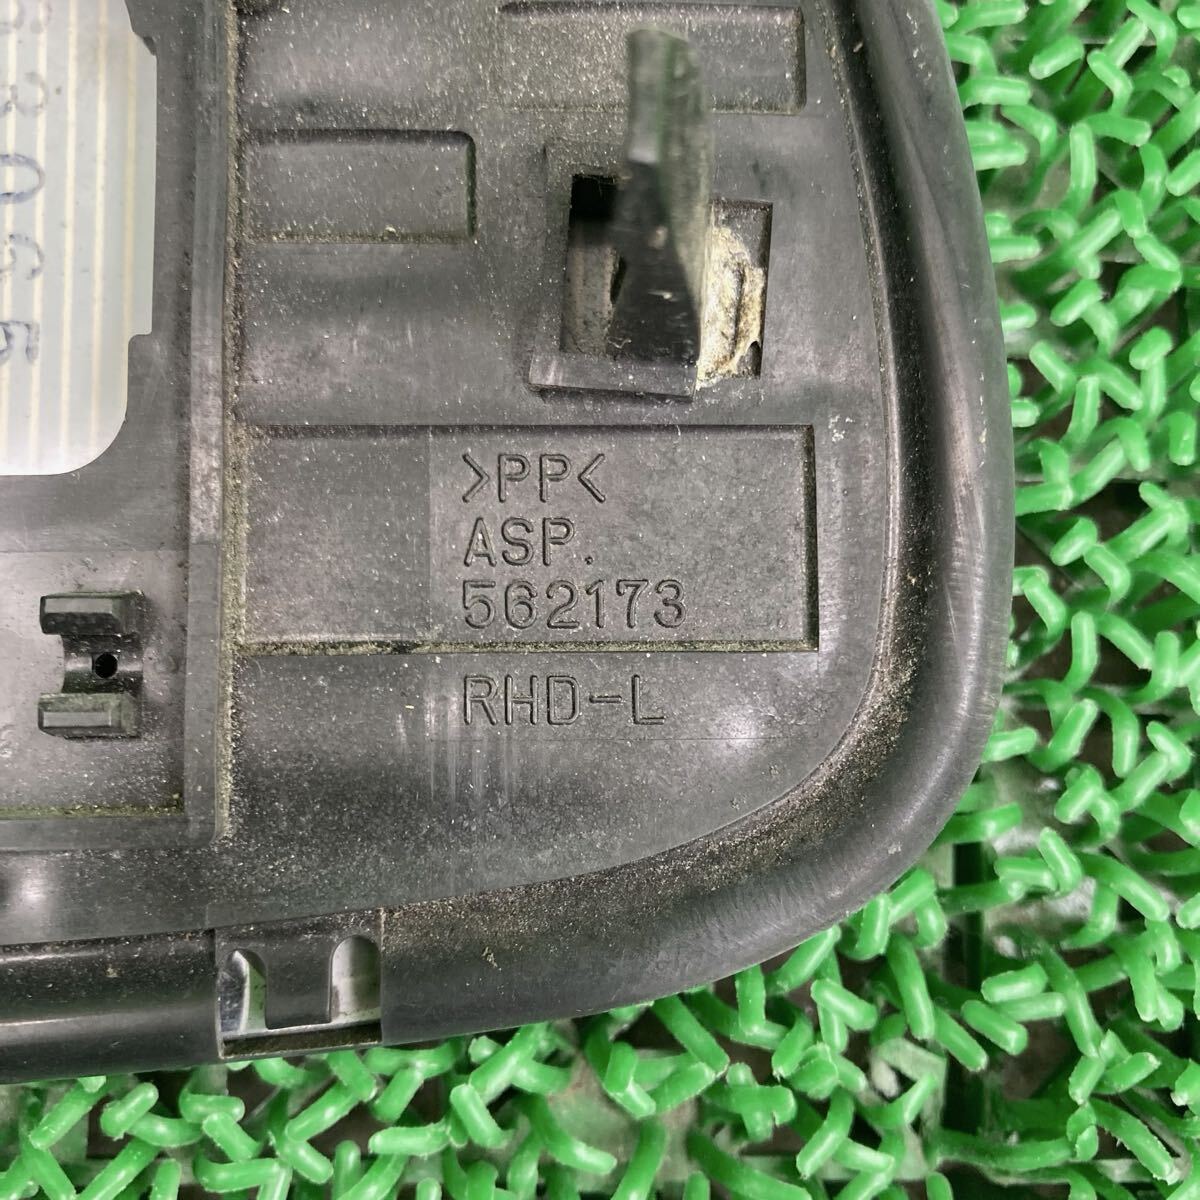 >PP<
ASP.
562173
RHD-L